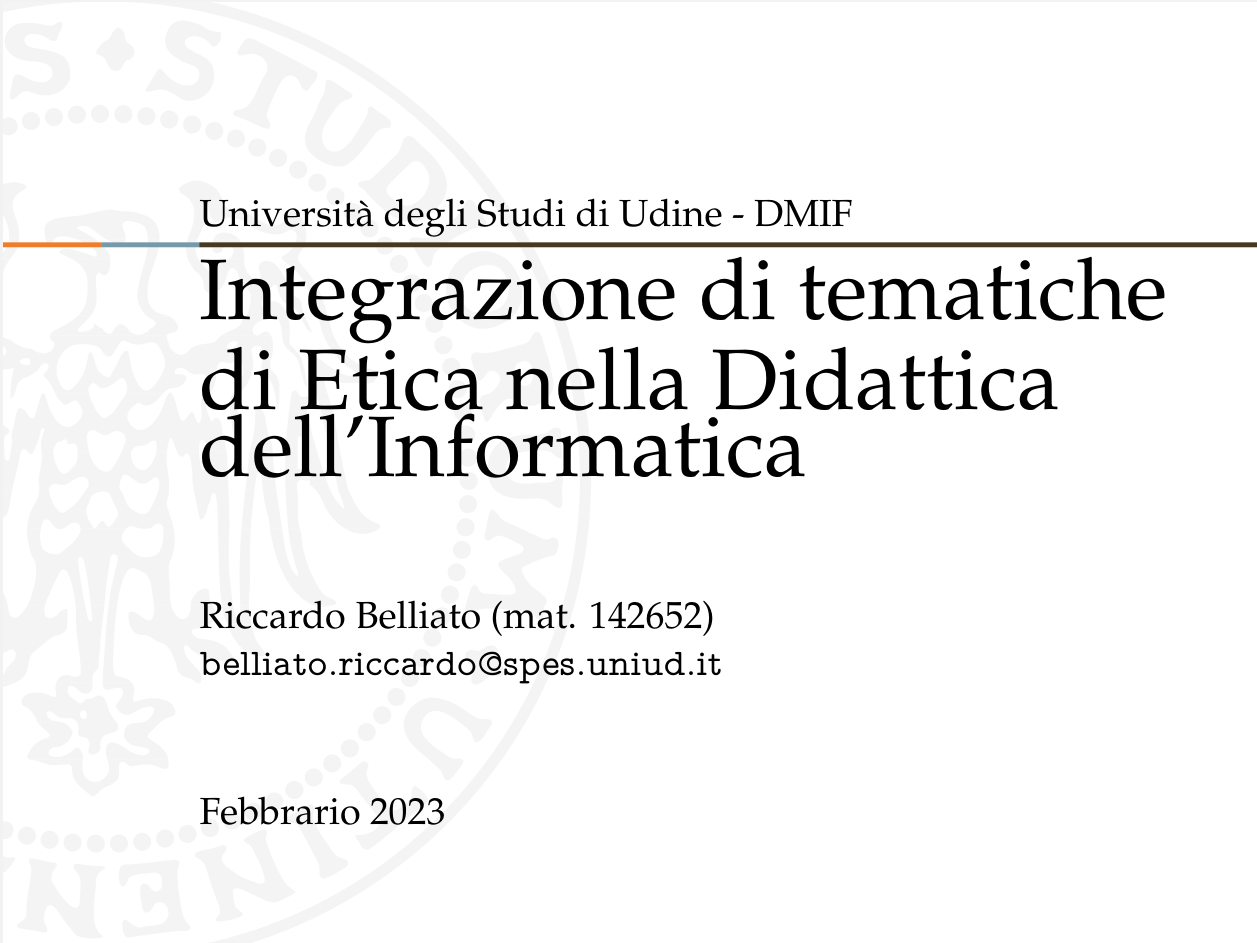 Università degli Studi di Udine - DMIF
Integrazione di tematiche
di Etica nella Didattica
dell’Informatica
Riccardo Belliato (mat. 142652)
belliato.riccardo@spes.uniud.it
Febbrario 2023